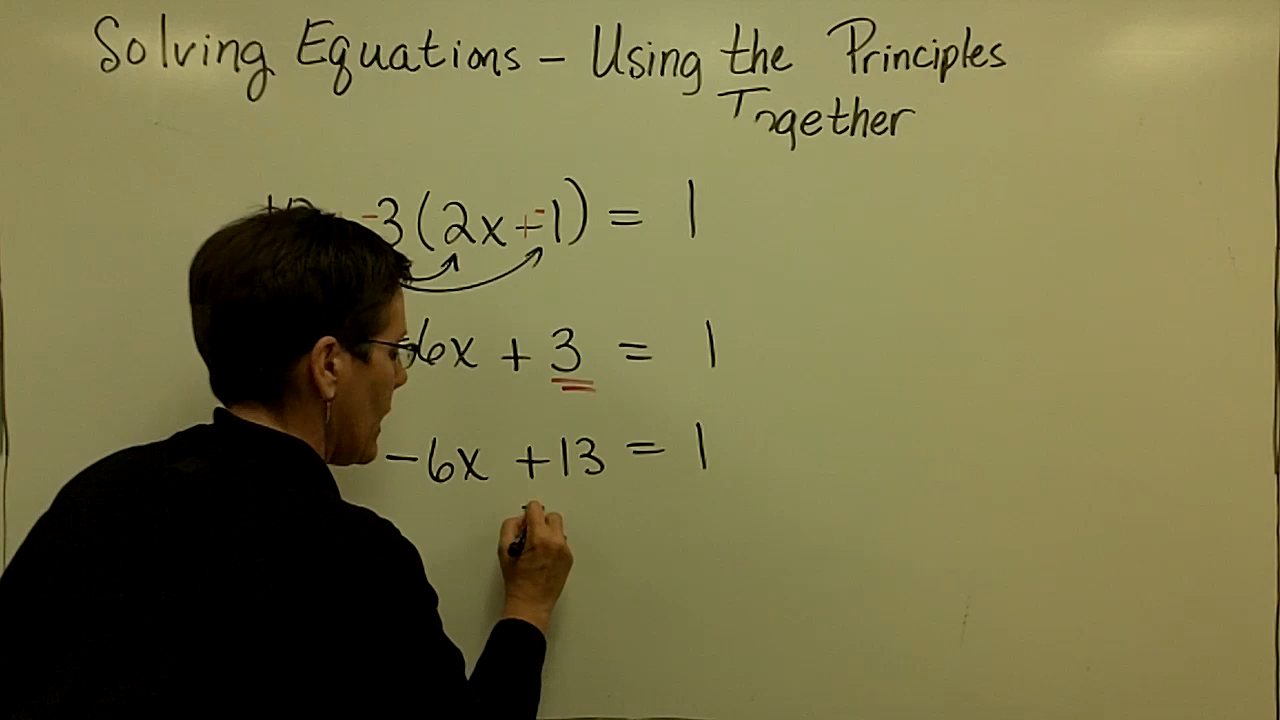 Solving Equations – Using the Principles
Together
3(2x + -1) = 1
6x + 3 = 1
-6x + 13 = 1